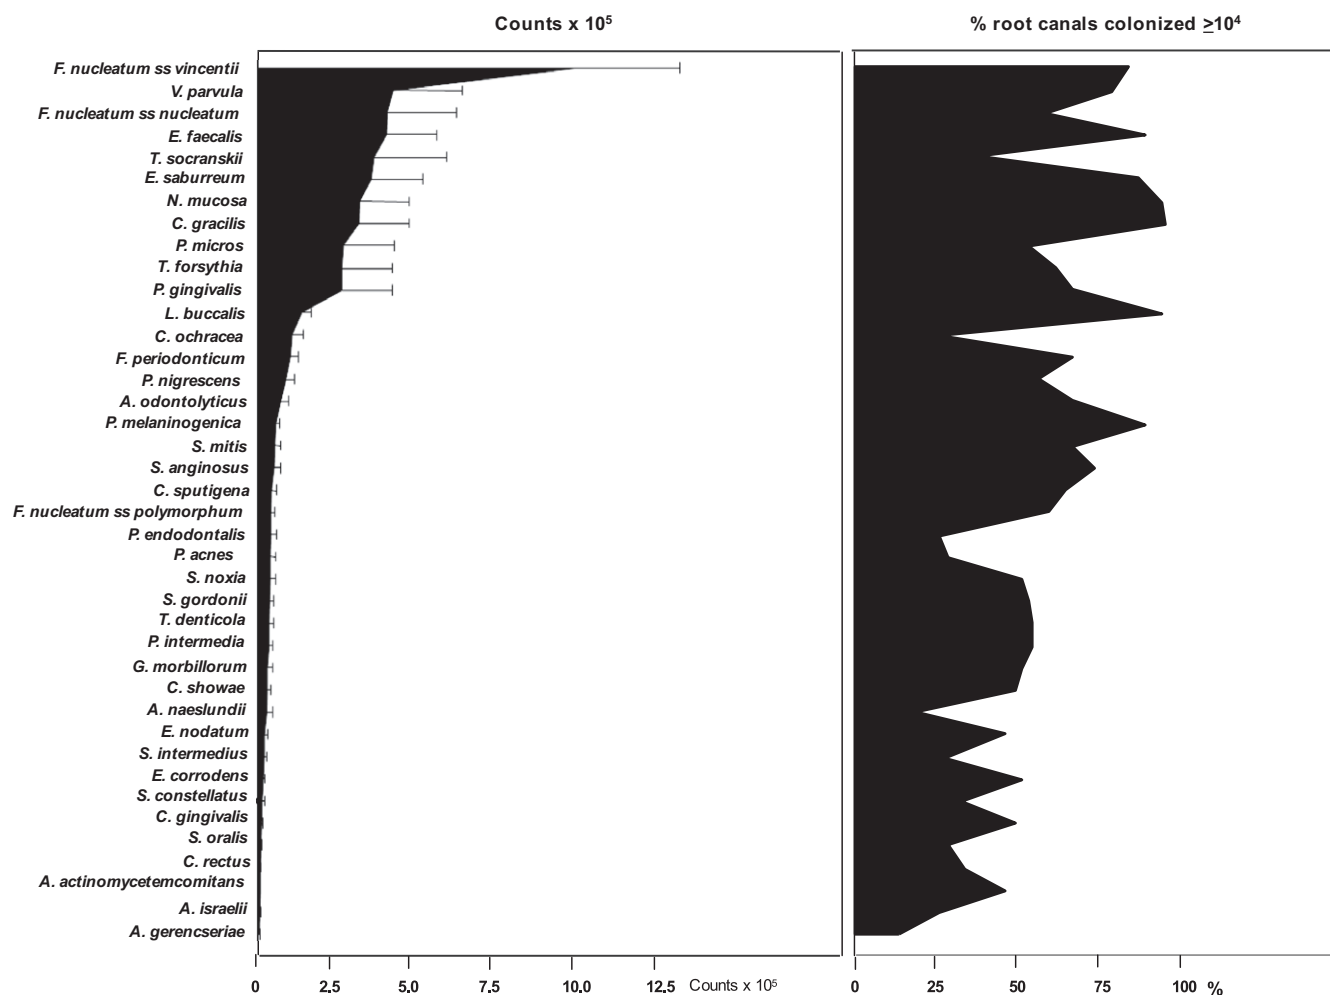 Counts x 10⁵
% root canals colonized ≥10⁴
F. nucleatum ss vincentii
V. parvula
F. nucleatum ss nucleatum
E. faecalis
T. socranskii
E. saburreum
N. mucosa
C. gracilis
P. micros
T. forsythia
P. gingivalis
L. buccalis
C. ochracea
F. periodonticum
P. nigrescens
A. odontolyticus
P. melaninogenica
S. mitis
S. anginosus
C. sputigena
F. nucleatum ss polymorphum
P. endodontalis
P. acnes
S. noxia
S. gordonii
T. denticola
P. intermedia
G. morbillorum
C. showae
A. naeslundii
E. nodatum
S. intermedius
E. corrodens
S. constellatus
C. gingivalis
S. oralis
C. rectus
A. actinomycetemcomitans
A. israelii
A. gerencseriae
0 2,5 5,0 7,5 10,0 12,5 Counts x 10⁵
0 25 50 75 100 %